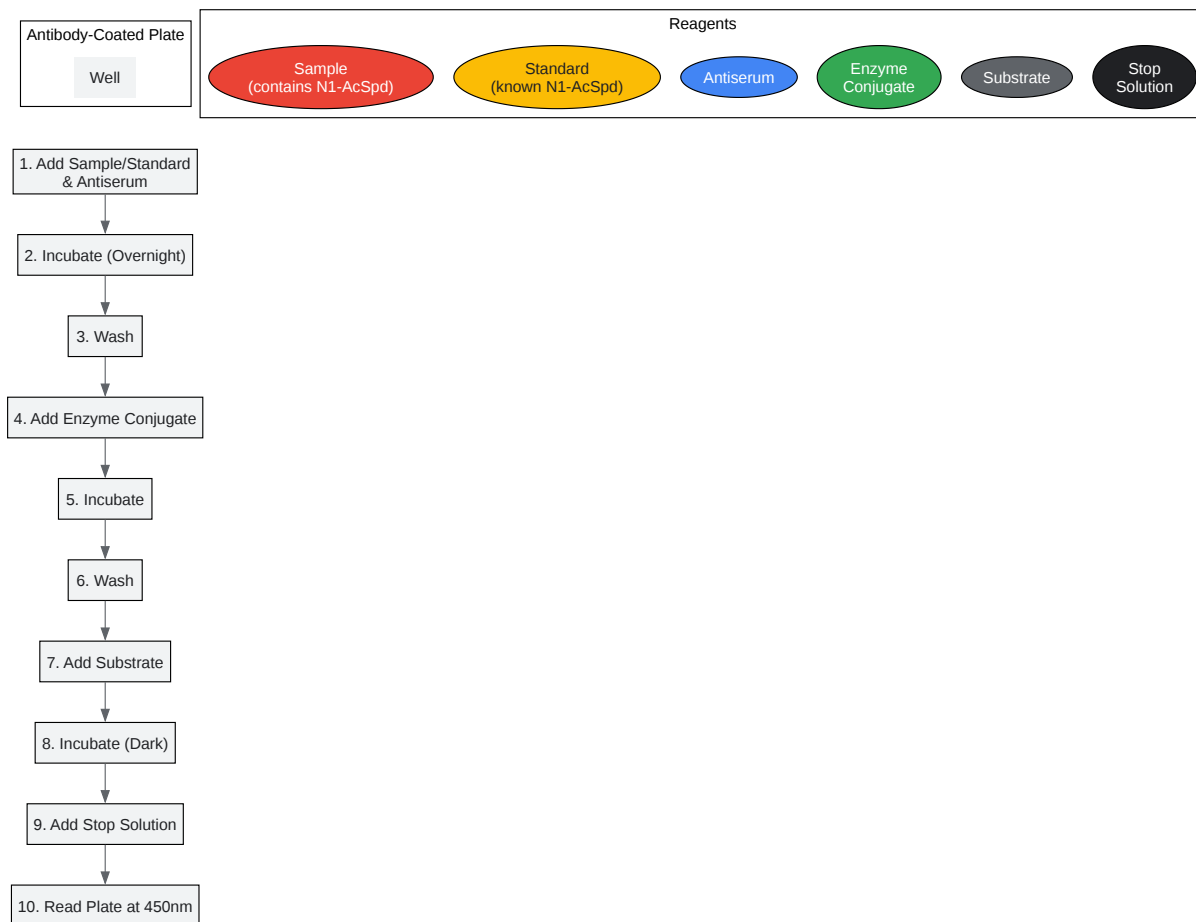 Antibody-Coated Plate
Well
Reagents
Sample
(contains N1-AcSpd)
Standard
(known N1-AcSpd)
Antiserum
Enzyme
Conjugate
Substrate
Stop
Solution
1. Add Sample/Standard
& Antiserum
2. Incubate (Overnight)
3. Wash
4. Add Enzyme Conjugate
5. Incubate
6. Wash
7. Add Substrate
8. Incubate (Dark)
9. Add Stop Solution
10. Read Plate at 450nm